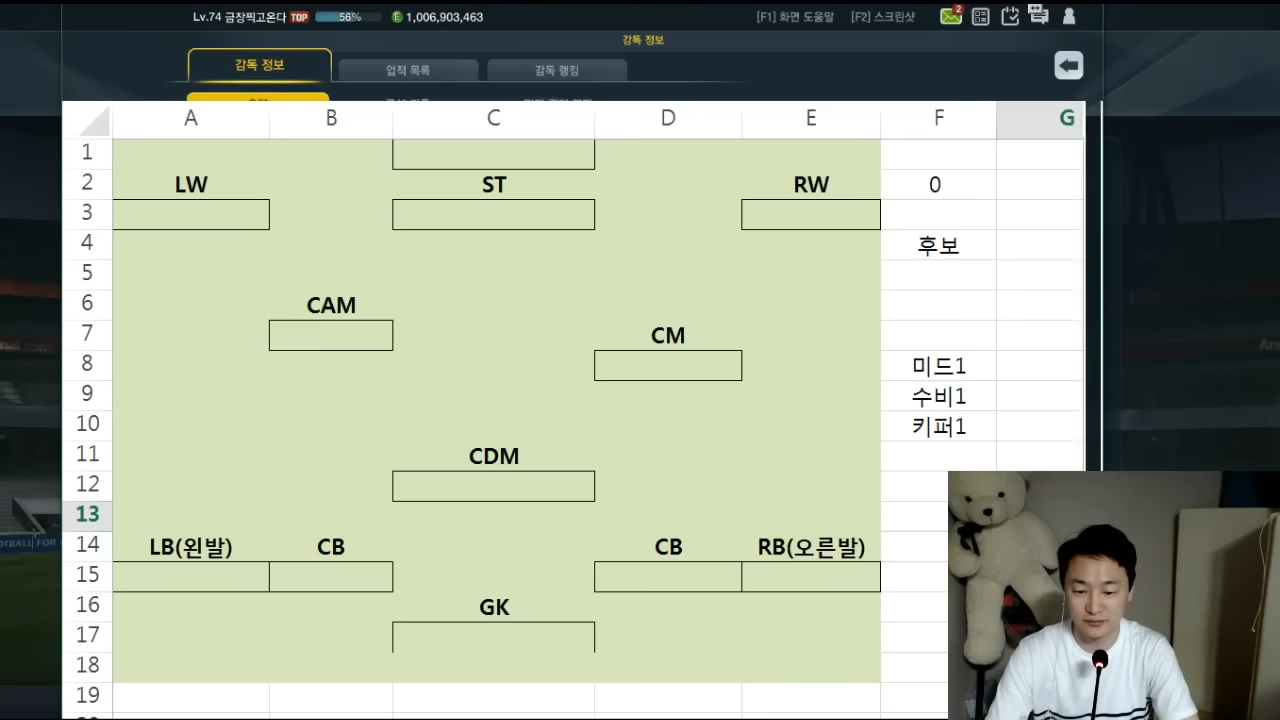 Lv.74 금장찍고온다 TOP 56% E 1,006,903,463 [F1] 화면 도움말 [F2] 스크린샷 2
감독 정보
감독 정보 업적 목록 감독 랭킹
A B C D E F G
1
2 LW ST RW 0
3
4 후보
5
6 CAM
7 CM
8 미드1
9 수비1
10 키퍼1
11 CDM
12
13
14 LB(왼발) CB CB RB(오른발)
15
16 GK
17
18
19